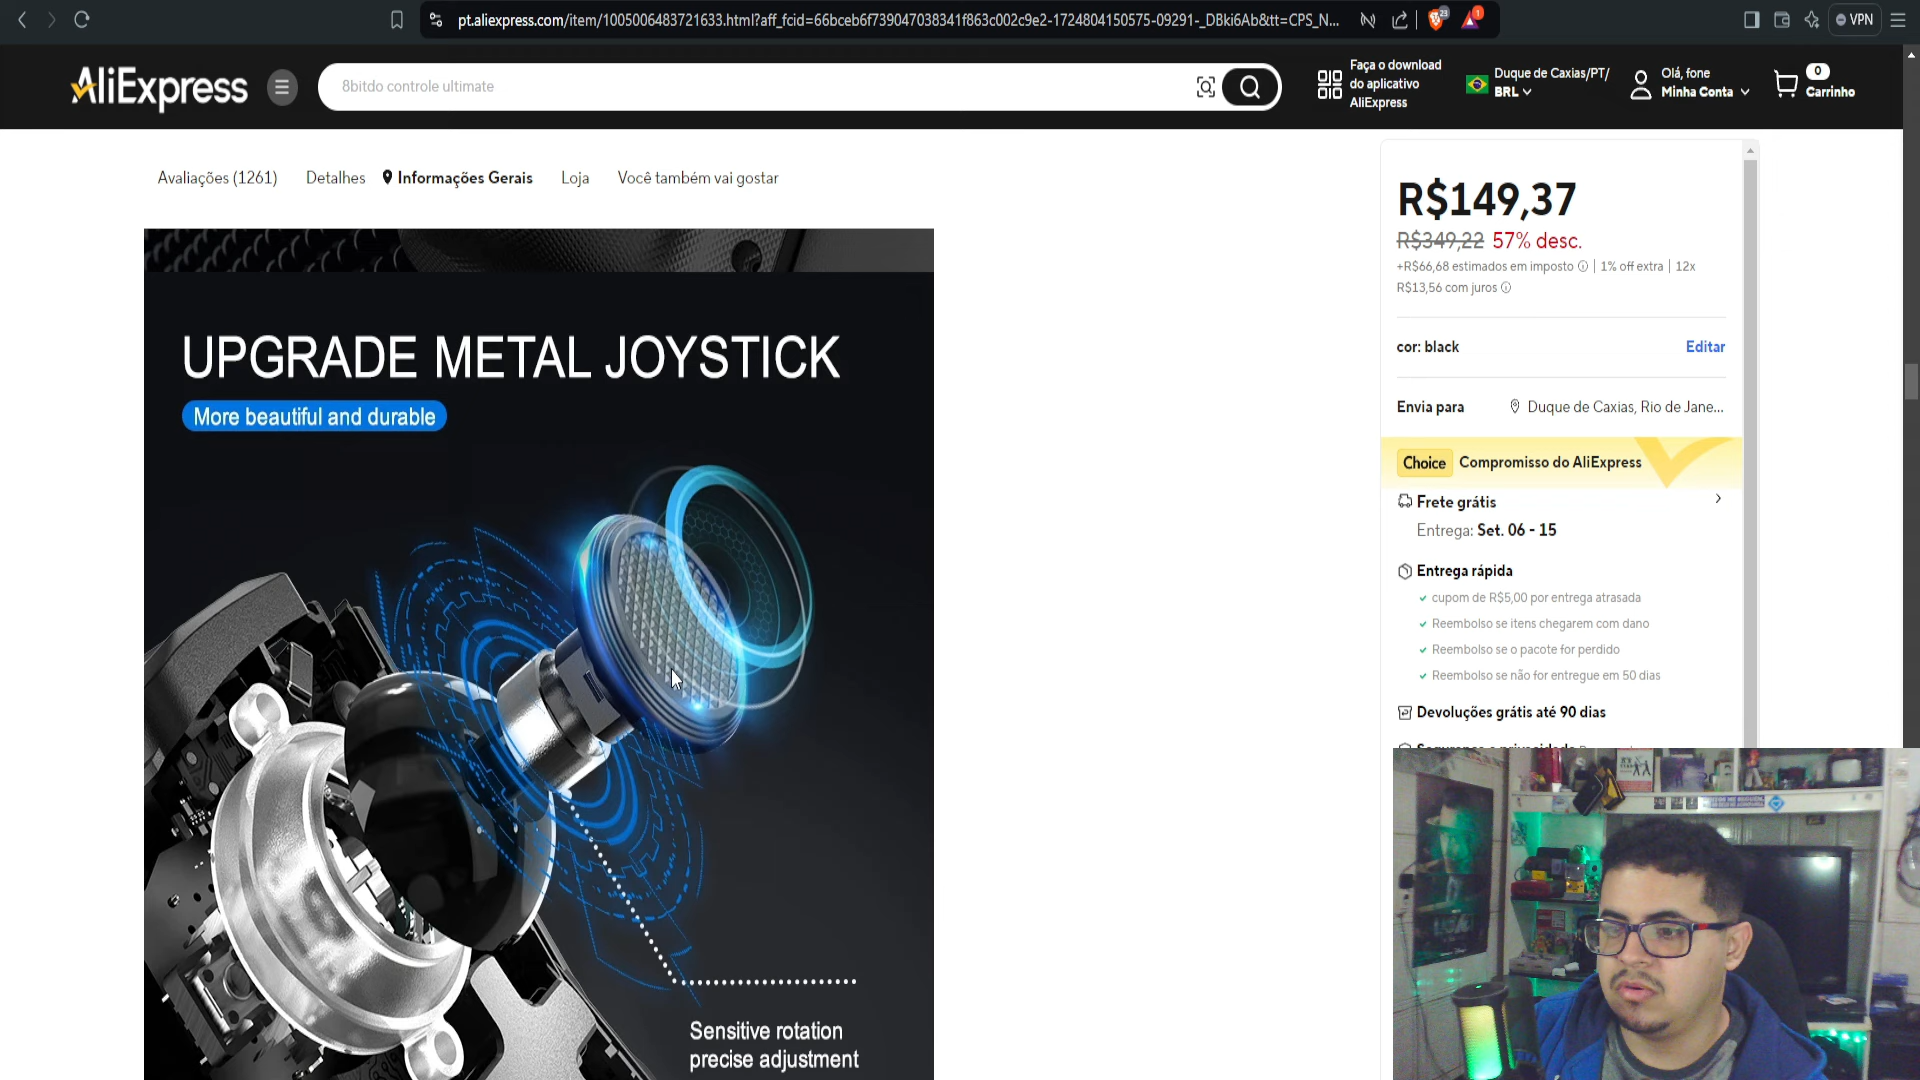 pt.aliexpress.com/item/1005006483721633.html?aff_fcid=66bceb6f739047038341f863c002c9e2-1724804150575-09291-_DBki6Ab&tt=CPS_N...
23
1
VPN
AliExpress
8bitdo controle ultimate
Faça o download
do aplicativo
AliExpress
Duque de Caxias/PT/
BRL
Olá, fone
Minha Conta
0
Carrinho
Avaliações (1261)
Detalhes
Informações Gerais
Loja
Você também vai gostar
UPGRADE METAL JOYSTICK
More beautiful and durable
Sensitive rotation
precise adjustment
R$149,37
R$349,22 57% desc.
+R$66,68 estimados em imposto | 1% off extra | 12x
R$13,56 com juros
cor: black
Editar
Envia para
Duque de Caxias, Rio de Jane...
Choice Compromisso do AliExpress
Frete grátis
Entrega: Set. 06 - 15
Entrega rápida
cupom de R$5,00 por entrega atrasada
Reembolso se itens chegarem com dano
Reembolso se o pacote for perdido
Reembolso se não for entregue em 50 dias
Devoluções grátis até 90 dias